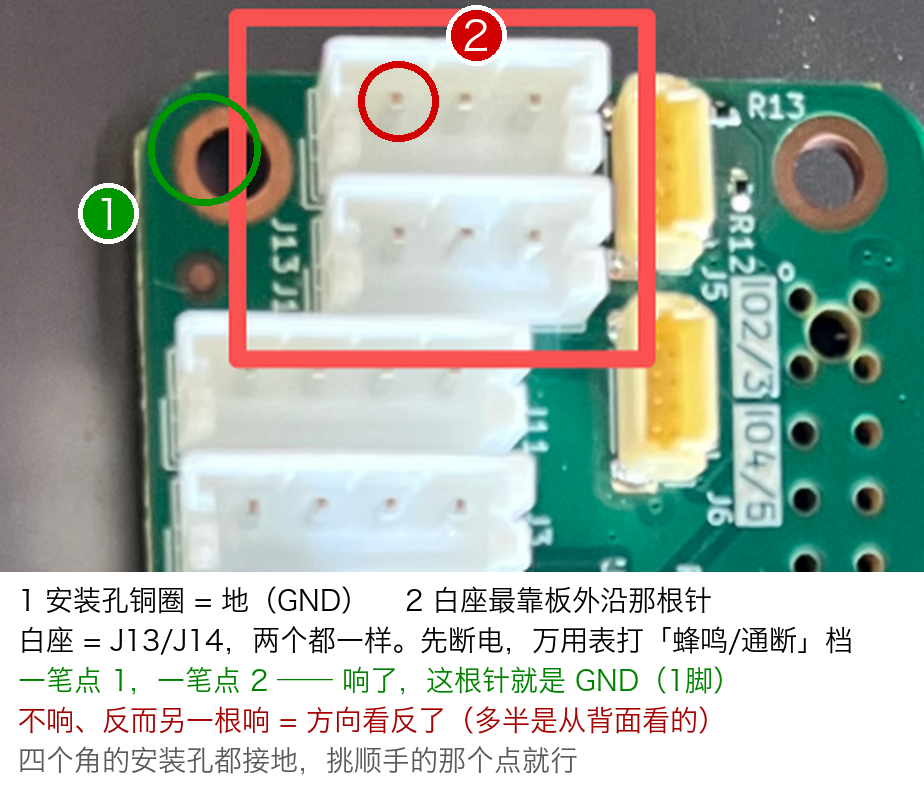 2
1
R13
R12
J13
J5
IO2/3
IO4/5
J11
J6
J3
1 安装孔铜圈 = 地（GND） 2 白座最靠板外沿那根针
白座 = J13/J14，两个都一样。先断电，万用表打「蜂鸣/通断」档
一笔点 1，一笔点 2 —— 响了，这根针就是 GND（1脚）
不响、反而另一根响 = 方向看反了（多半是从背面看的）
四个角的安装孔都接地，挑顺手的那个点就行